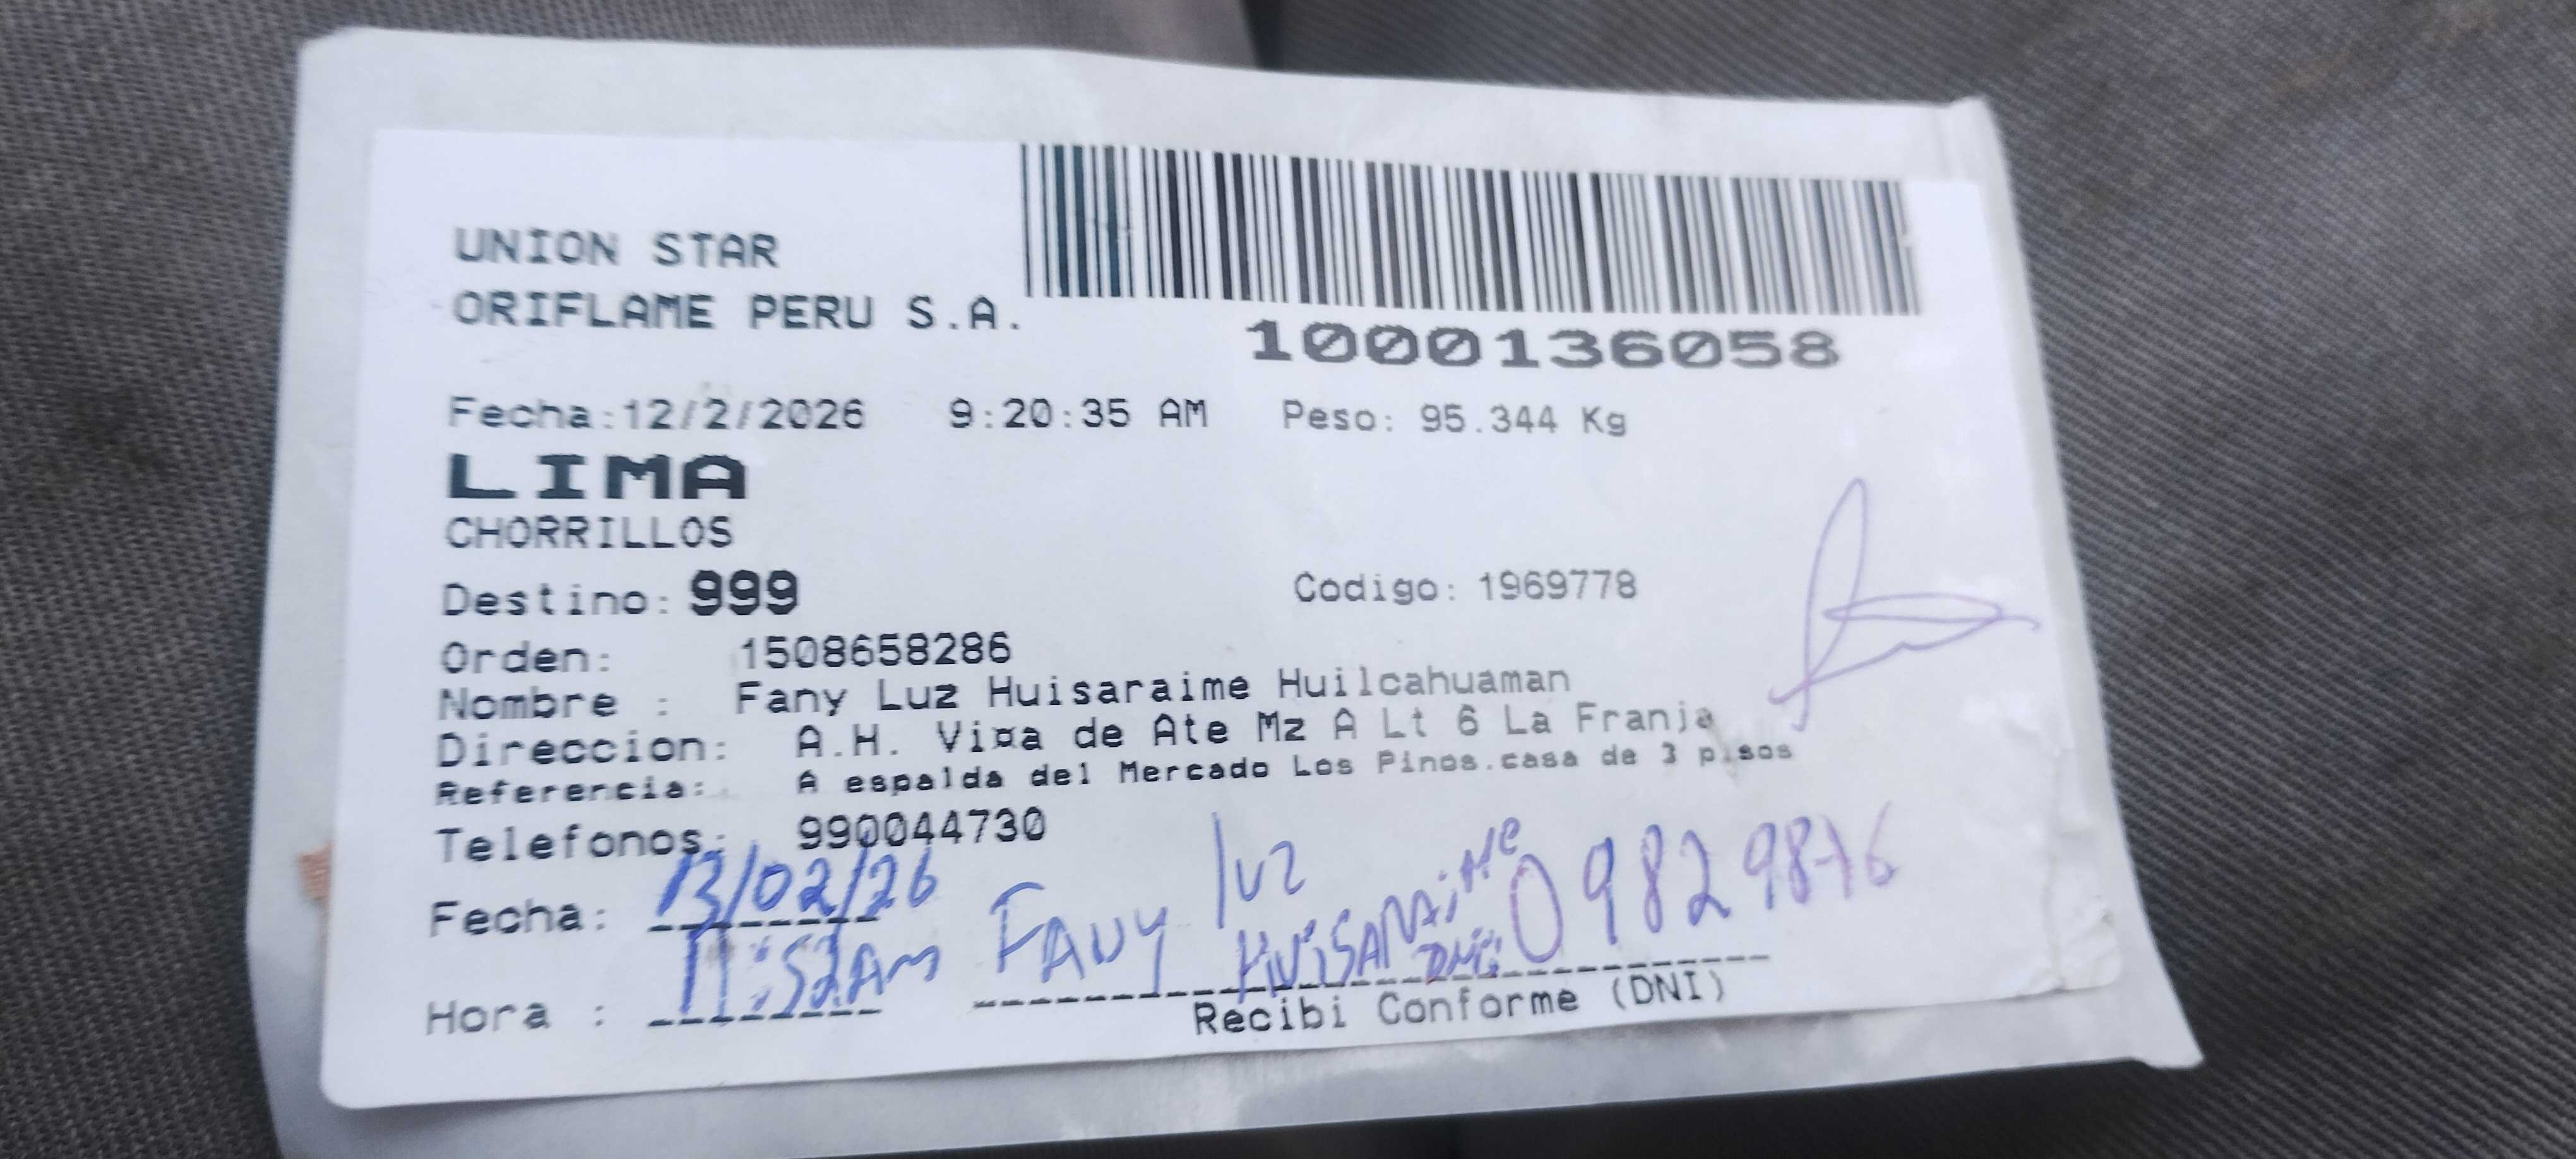 UNION STAR
ORIFLAME PERU S.A.
1000136058
Fecha:12/2/2026 9:20:35 AM Peso: 95.344 Kg
LIMA
CHORRILLOS
Destino: 999 Codigo: 1969778
Orden: 1508658286
Nombre : Fany Luz Huisaraime Huilcahuaman
Direccion: A.H. Vi¤a de Ate Mz A Lt 6 La Franja
Referencia: A espalda del Mercado Los Pinos.casa de 3 pisos
Telefonos: 990044730
Fecha: 13/02/26
Hora : 11:52AM
FANY luz HUISARAiMe
DNI: 09829876
Recibi Conforme (DNI)